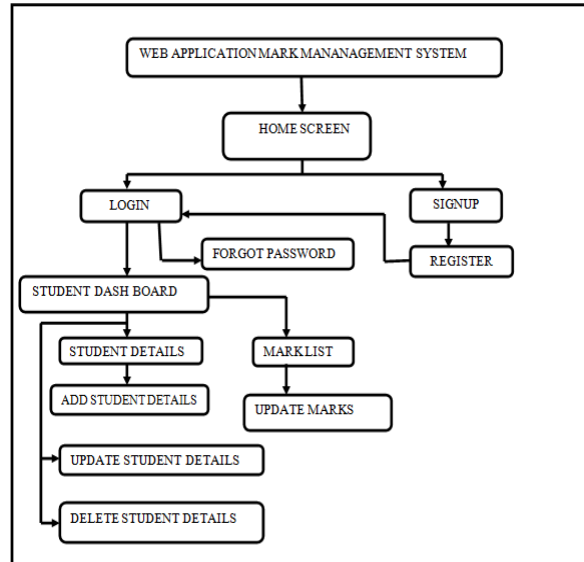 WEB APPLICATION MARK MANANAGEMENT SYSTEM
HOME SCREEN
LOGIN
SIGNUP
FORGOT PASSWORD
REGISTER
STUDENT DASH BOARD
STUDENT DETAILS
MARK LIST
ADD STUDENT DETAILS
UPDATE MARKS
UPDATE STUDENT DETAILS
DELETE STUDENT DETAILS